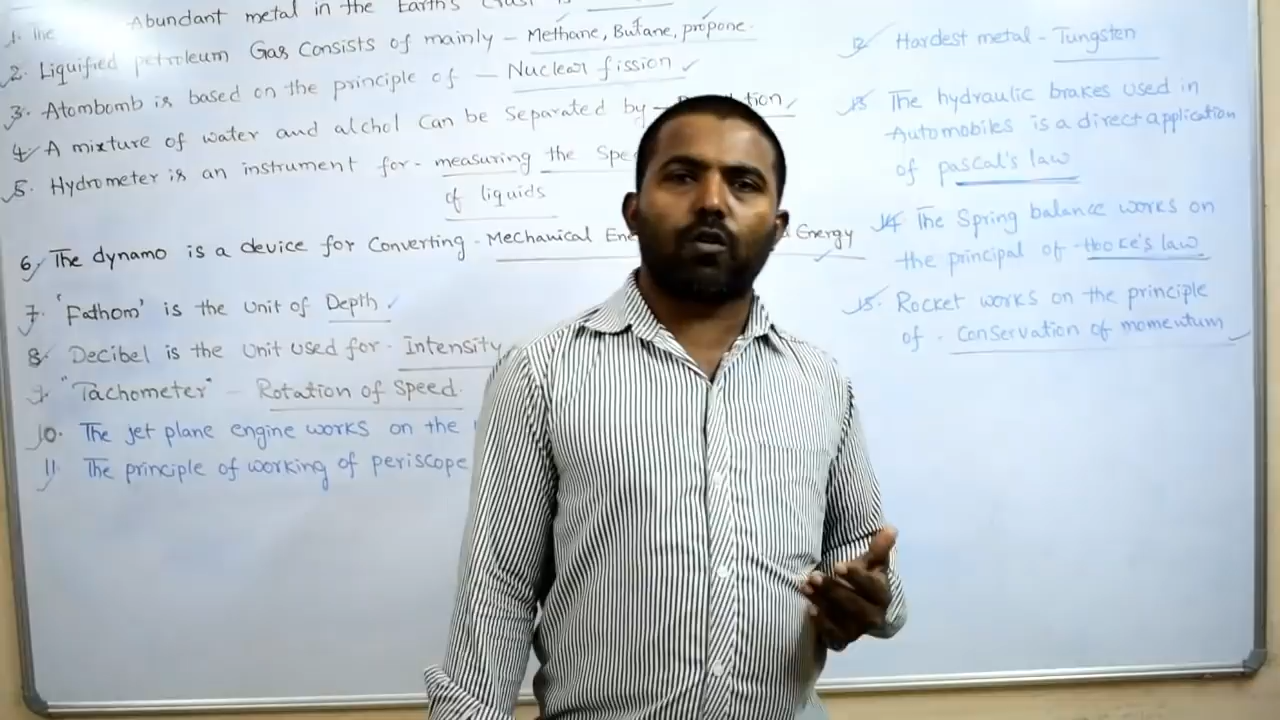 1. The Abundant metal in the Earth's Crust is
2. Liquified petroleum Gas Consists of mainly - Methane, Butane, propone.
3. Atombomb is based on the principle of - Nuclear fission
4. A mixture of water and alchol can be Separated by -
5. Hydrometer is an instrument for - measuring the
of liquids
6. The dynamo is a device for Converting - Mechanical Energy
7. 'Fathom' is the unit of Depth
8. Decibel is the Unit used for - Intensity
9. "Tachometer" - Rotation of Speed.
10. The jet plane engine works on the
11. The principle of working of periscope
12. Hardest metal - Tungsten
13. The hydraulic brakes used in
Automobiles is a direct application
of pascal's law
14. The Spring balance works on
the principal of - Hooke's law
15. Rocket works on the principle
of - Conservation of momentum